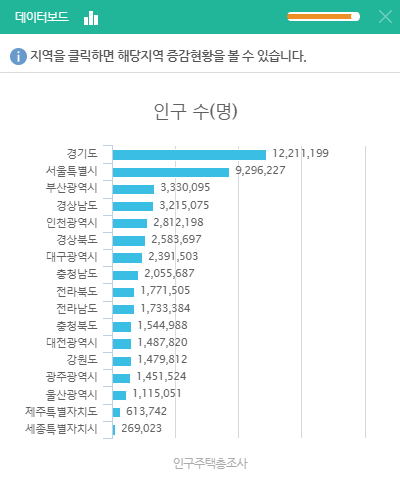 데이터보드
지역을 클릭하면 해당지역 증감현황을 볼 수 있습니다.
인구 수(명)
경기도 12,211,199
서울특별시 9,296,227
부산광역시 3,330,095
경상남도 3,215,075
인천광역시 2,812,198
경상북도 2,583,697
대구광역시 2,391,503
충청남도 2,055,687
전라북도 1,771,505
전라남도 1,733,384
충청북도 1,544,988
대전광역시 1,487,820
강원도 1,479,812
광주광역시 1,451,524
울산광역시 1,115,051
제주특별자치도 613,742
세종특별자치시 269,023
인구주택총조사